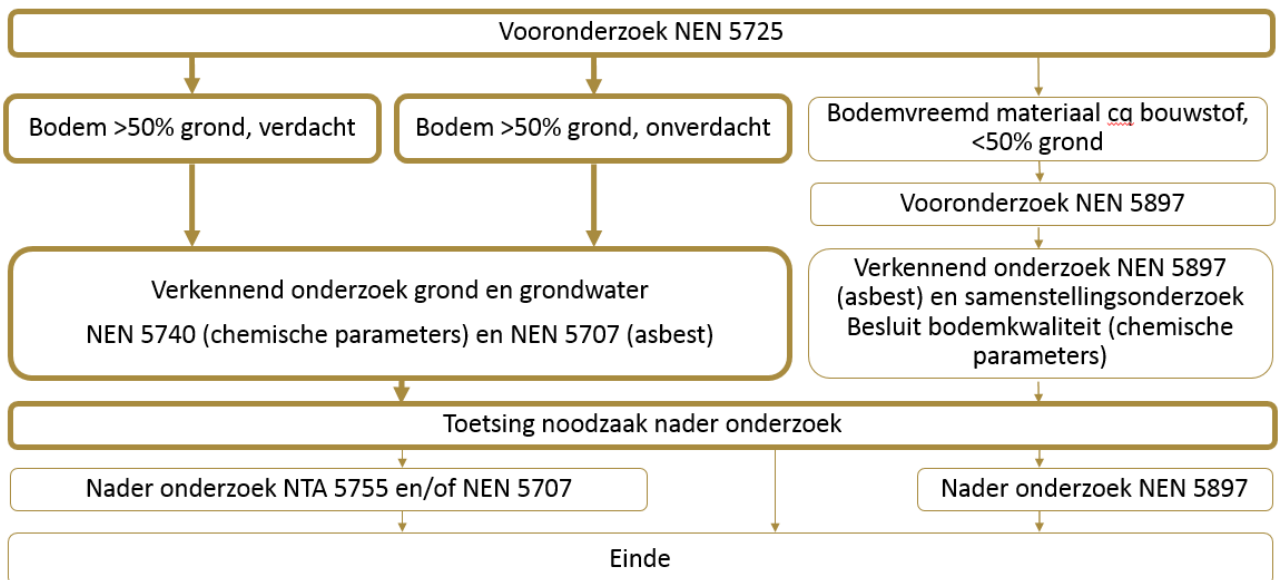 Vooronderzoek NEN 5725
Bodem >50% grond, verdacht
Bodem >50% grond, onverdacht
Bodemvreemd materiaal cq bouwstof,
<50% grond
Vooronderzoek NEN 5897
Verkennend onderzoek grond en grondwater
NEN 5740 (chemische parameters) en NEN 5707 (asbest)
Verkennend onderzoek NEN 5897
(asbest) en samenstellingsonderzoek
Besluit bodemkwaliteit (chemische
parameters)
Toetsing noodzaak nader onderzoek
Nader onderzoek NTA 5755 en/of NEN 5707
Nader onderzoek NEN 5897
Einde